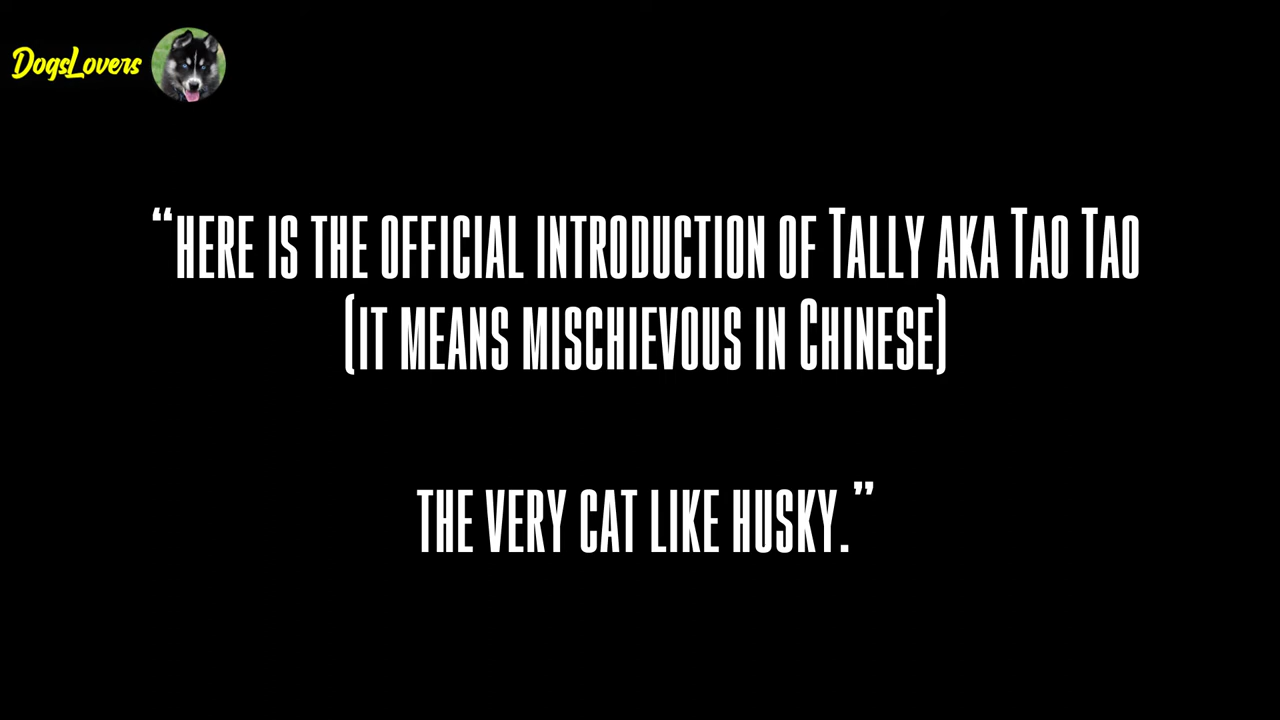 DogsLovers
“HERE IS THE OFFICIAL INTRODUCTION OF TALLY AKA TAO TAO
(IT MEANS MISCHIEVOUS IN CHINESE)
THE VERY CAT LIKE HUSKY.”